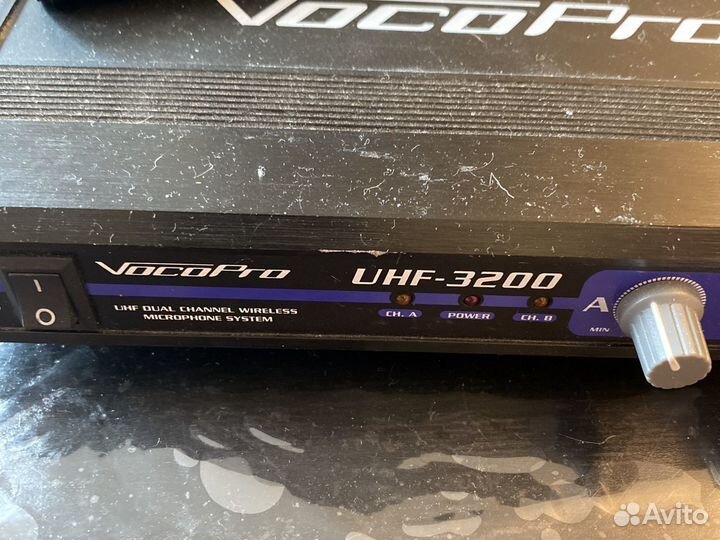 VocoPro
I
O
VocoPro
UHF-3200
UHF DUAL CHANNEL WIRELESS
MICROPHONE SYSTEM
CH. A
POWER
CH. B
A
MIN
Avito